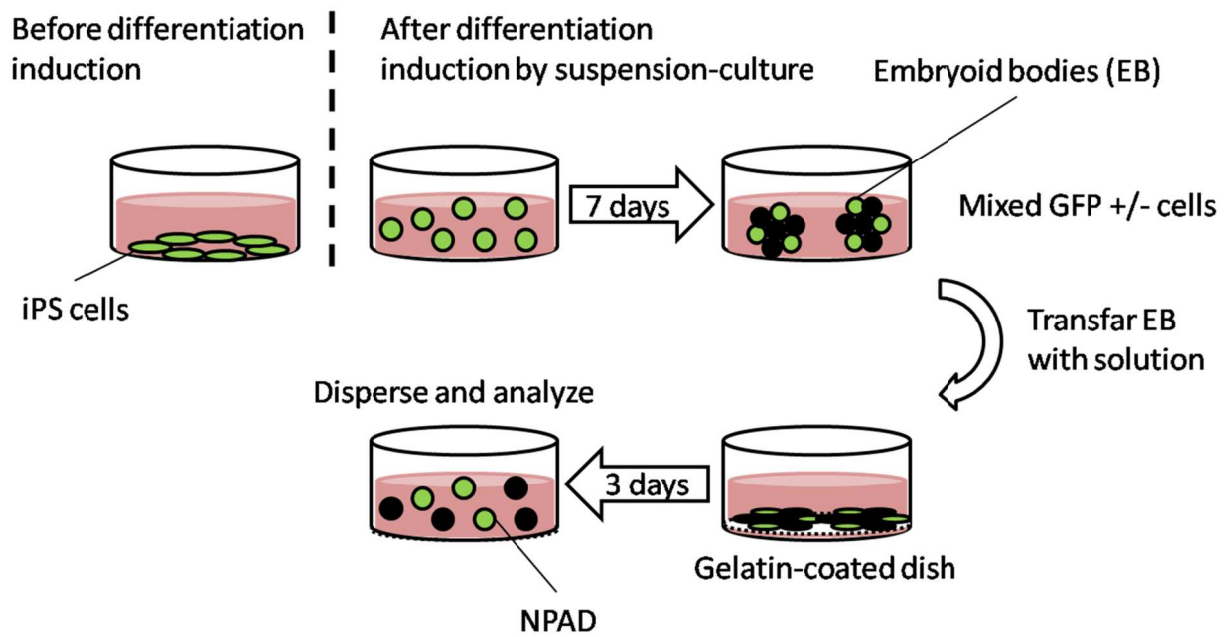 Before differentiation
induction
After differentiation
induction by suspension-culture
Embryoid bodies (EB)
7 days
Mixed GFP +/- cells
iPS cells
Transfar EB
with solution
Disperse and analyze
3 days
Gelatin-coated dish
NPAD